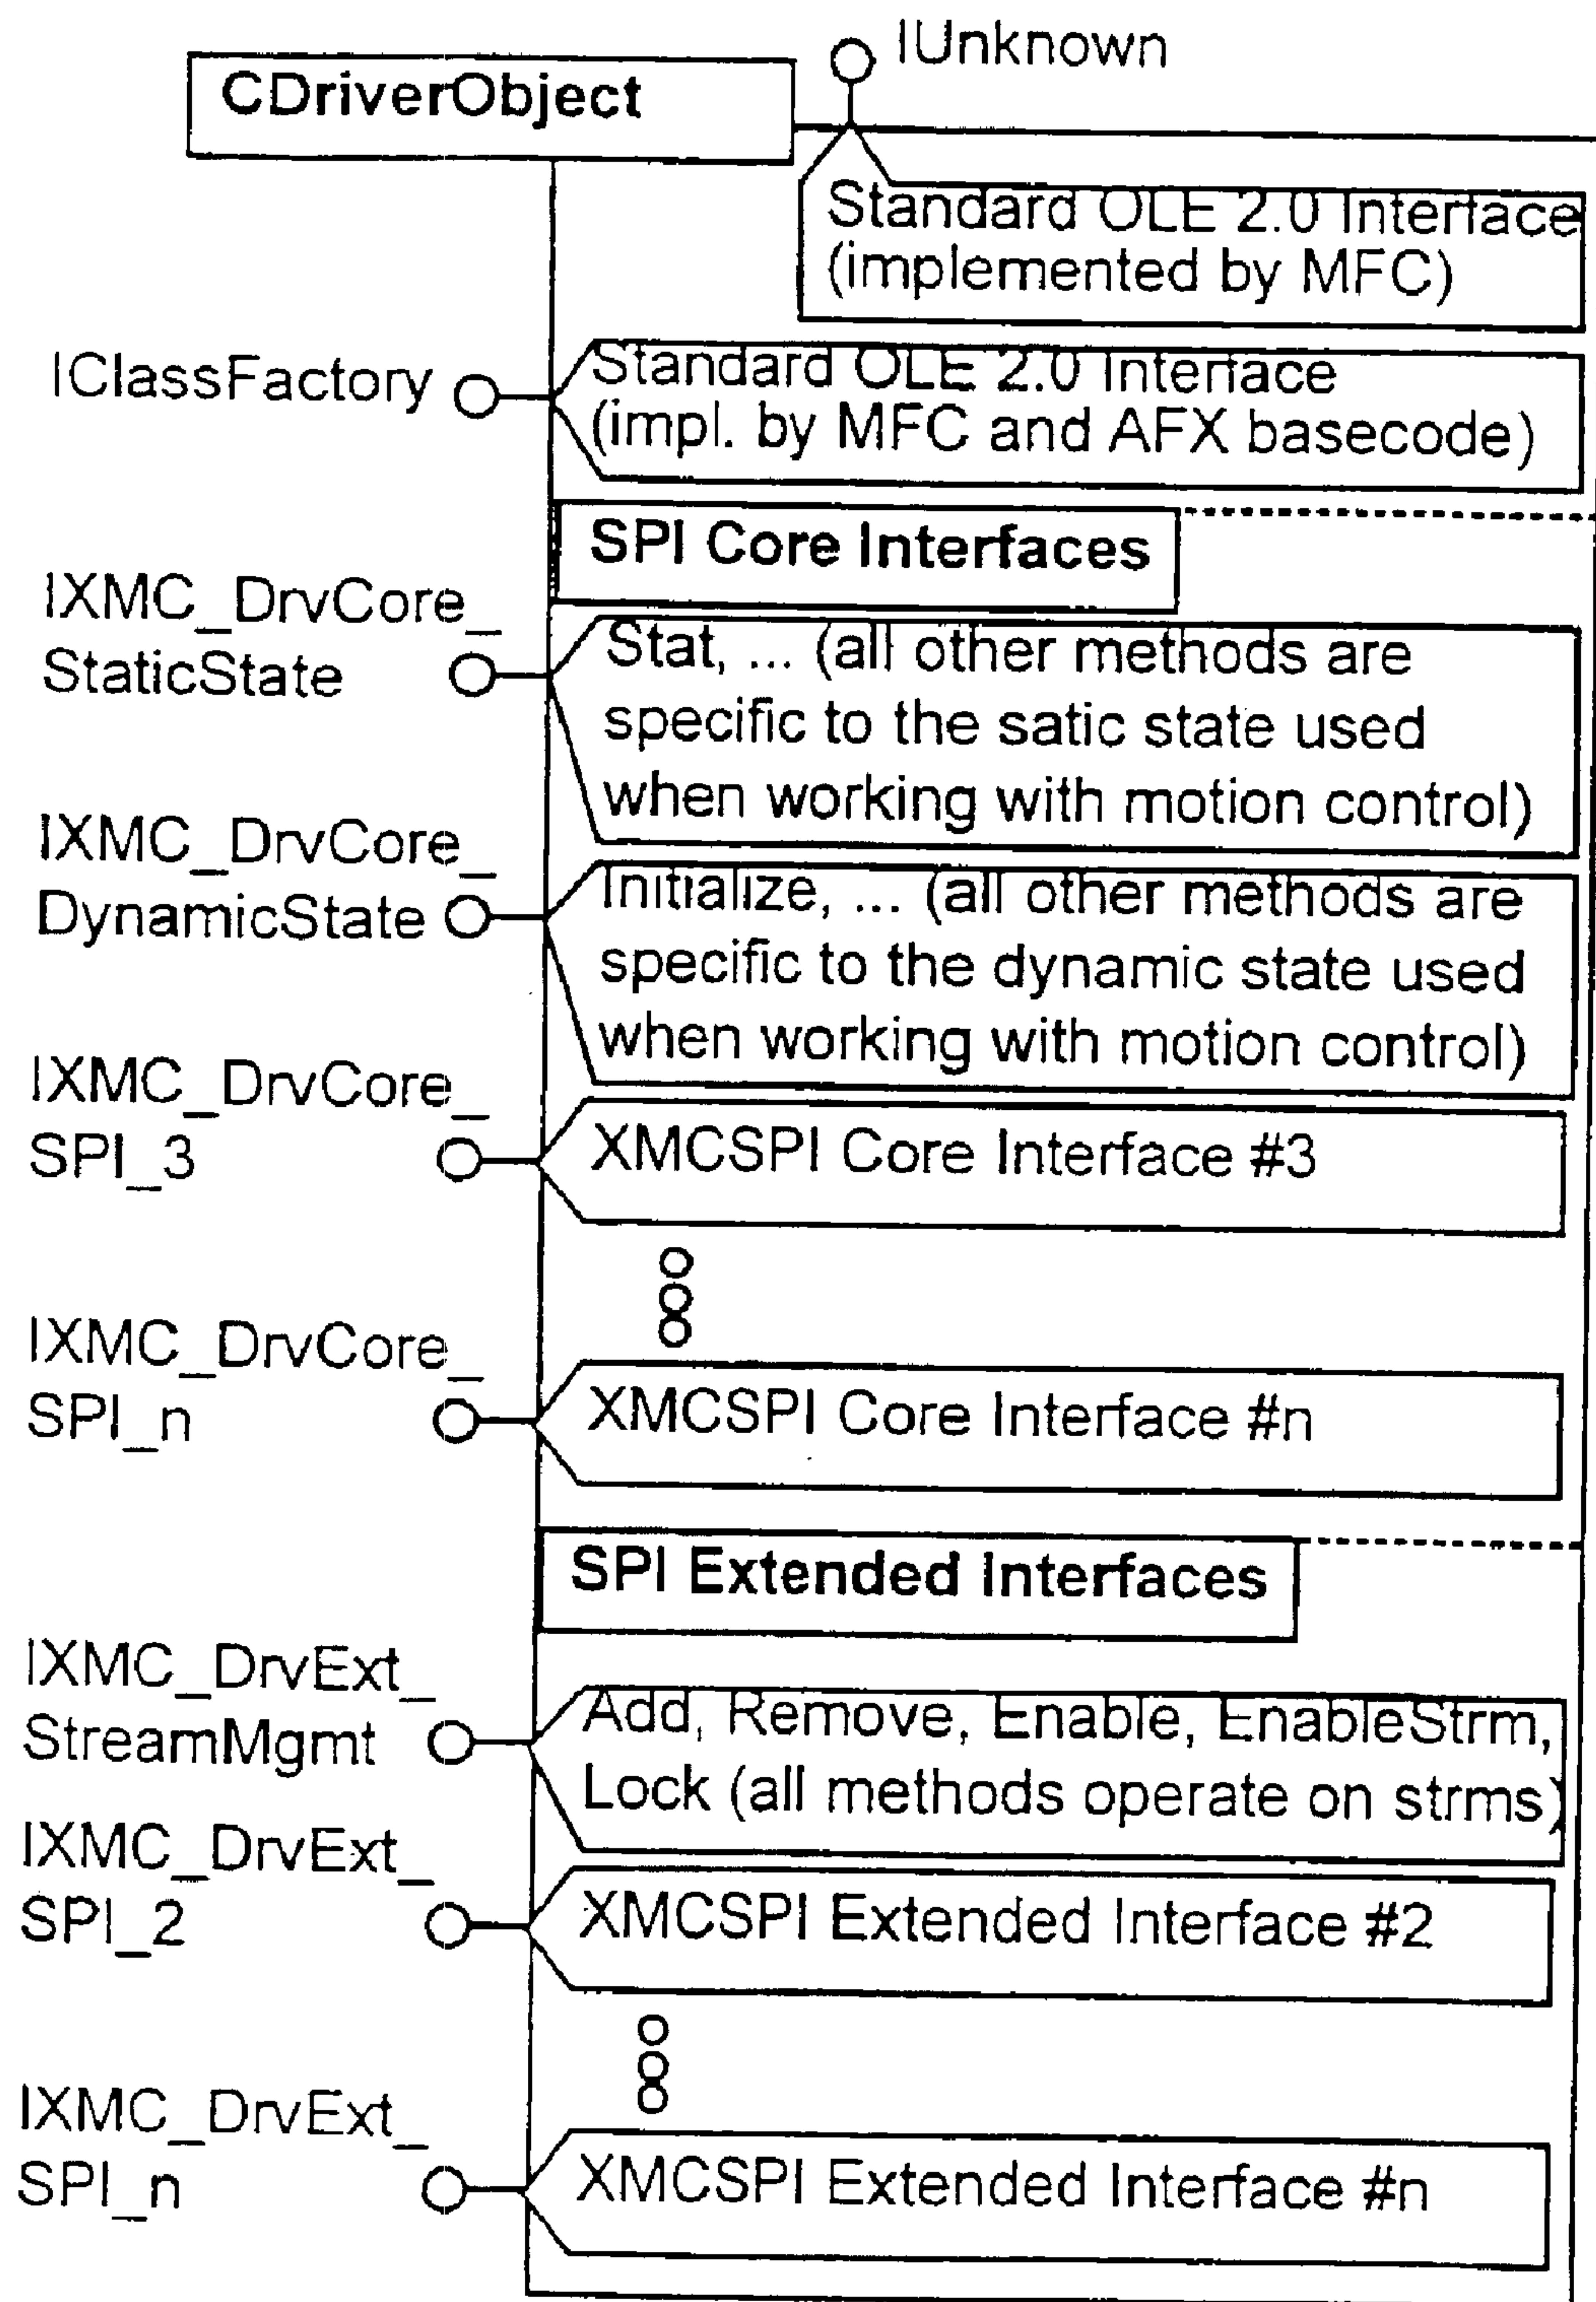 IUnknown
CDriverObject
Standard OLE 2.0 Interface
(implemented by MFC)
IClassFactory
Standard OLE 2.0 Interface
(impl. by MFC and AFX basecode)
SPI Core Interfaces
IXMC_DrvCore_
StaticState
Stat, ... (all other methods are
specific to the satic state used
when working with motion control)
IXMC_DrvCore_
DynamicState
Initialize, ... (all other methods are
specific to the dynamic state used
when working with motion control)
IXMC_DrvCore_
SPI_3
XMCSPI Core Interface #3
IXMC_DrvCore_
SPI_n
XMCSPI Core Interface #n
SPI Extended Interfaces
IXMC_DrvExt_
StreamMgmt
Add, Remove, Enable, EnableStrm,
Lock (all methods operate on strms)
IXMC_DrvExt_
SPI_2
XMCSPI Extended Interface #2
IXMC_DrvExt_
SPI_n
XMCSPI Extended Interface #n